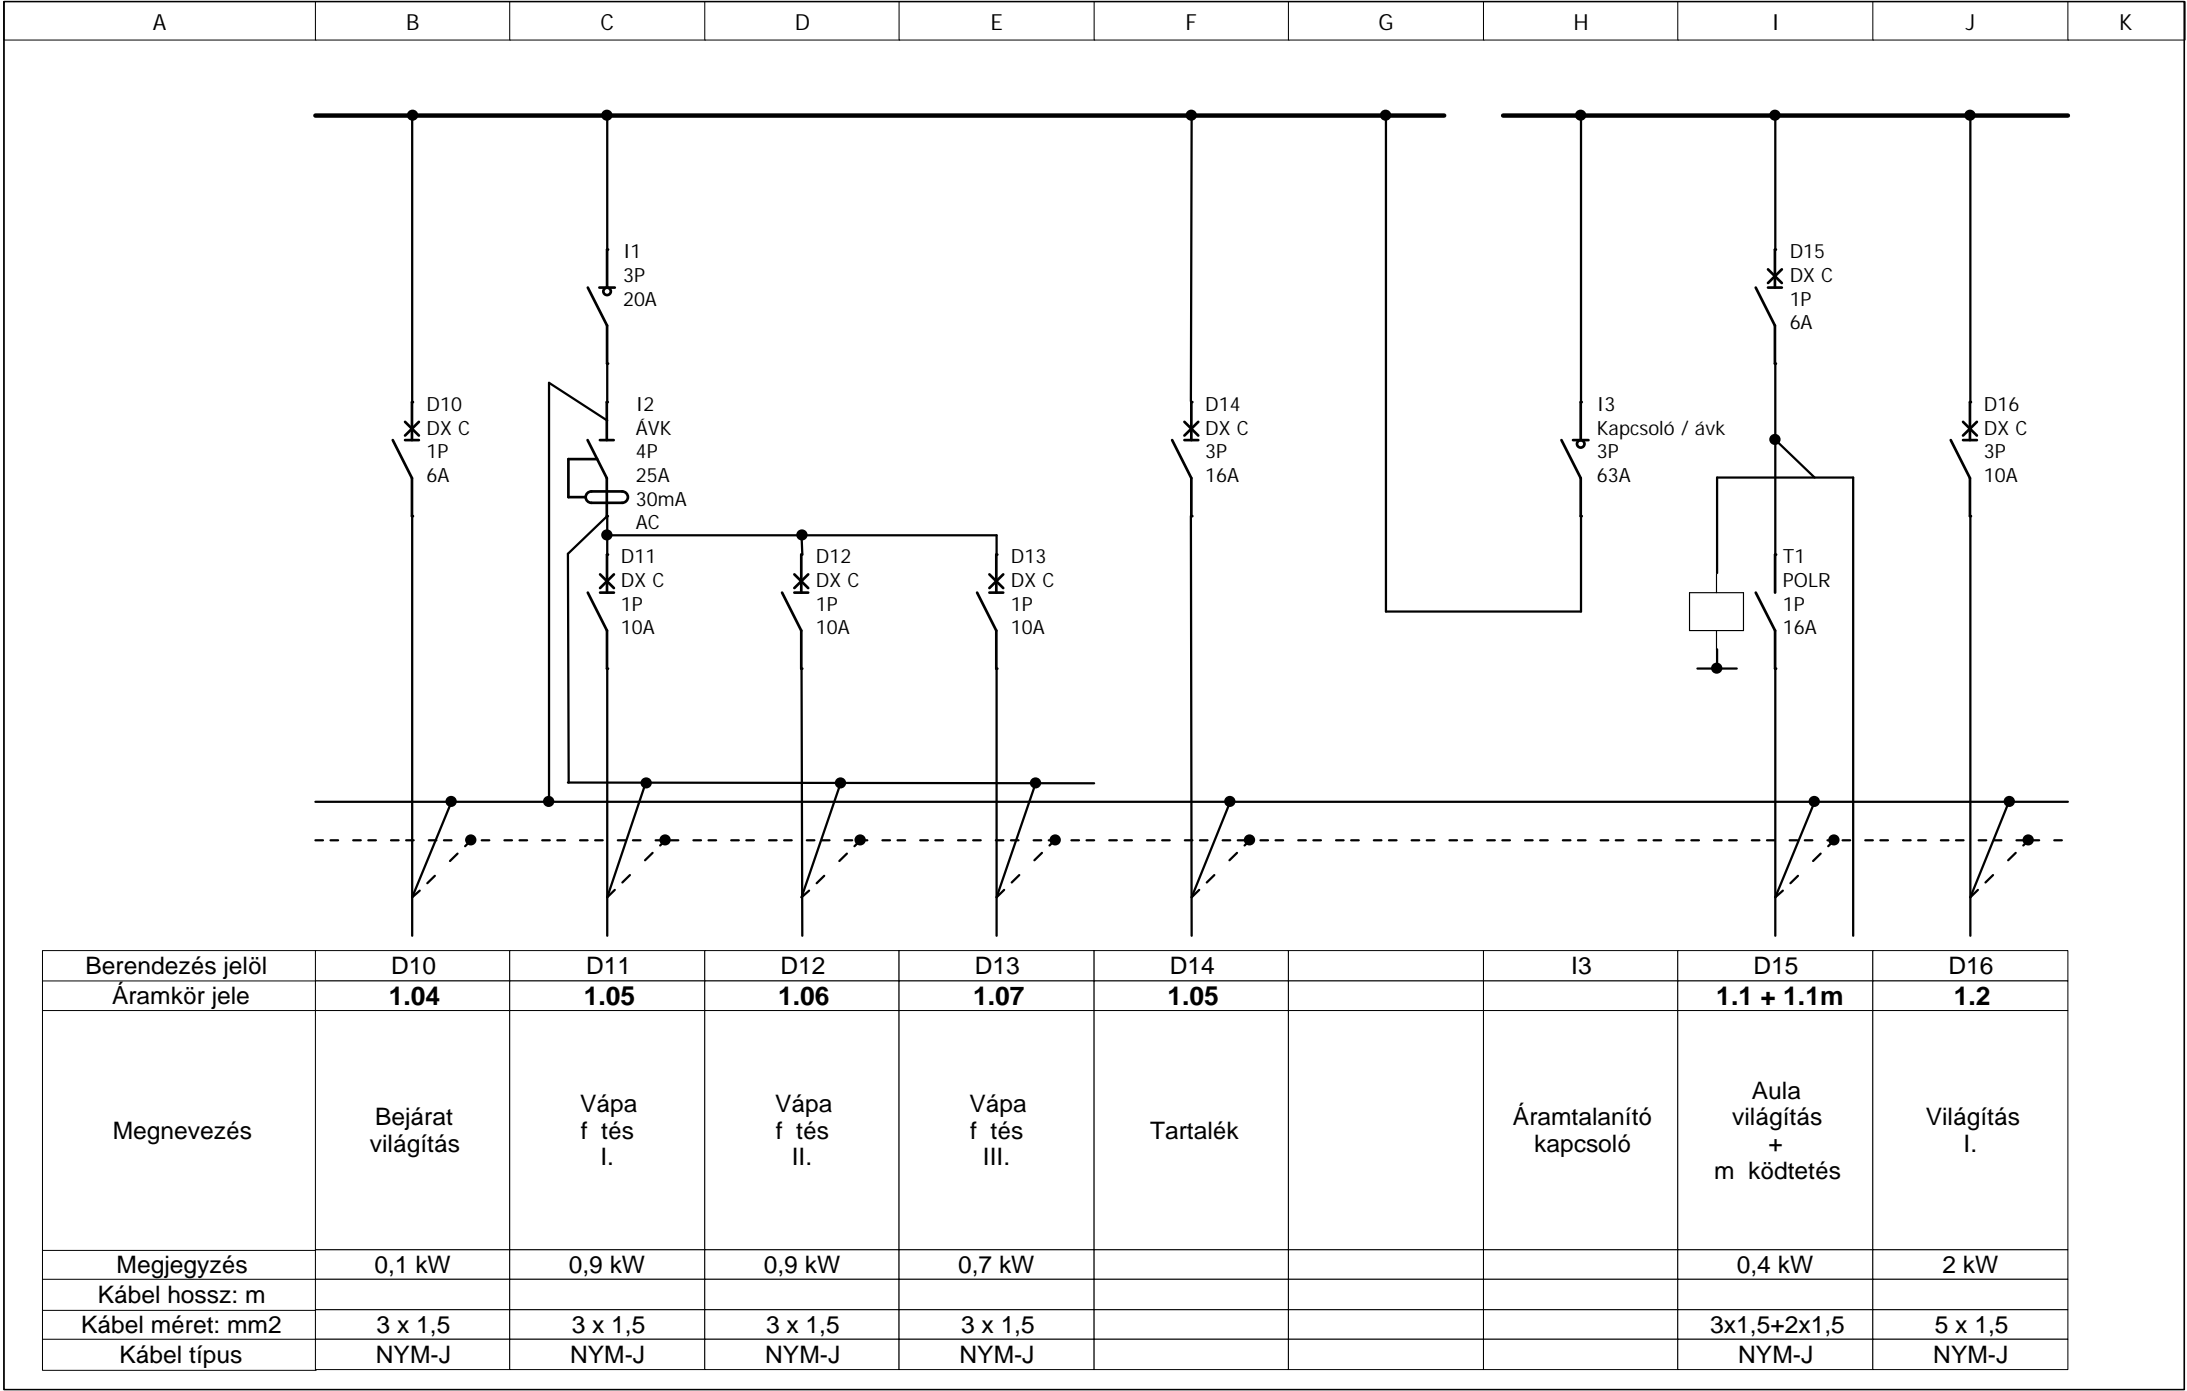 A B C D E F G H I J K
I1
3P
20A
D15
DX C
1P
6A
D10
DX C
1P
6A
I2
ÁVK
4P
25A
30mA
AC
D14
DX C
3P
16A
I3
Kapcsoló / ávk
3P
63A
D16
DX C
3P
10A
D11
DX C
1P
10A
D12
DX C
1P
10A
D13
DX C
1P
10A
T1
POLR
1P
16A
Berendezés jelöl D10 D11 D12 D13 D14 I3 D15 D16
Áramkör jele 1.04 1.05 1.06 1.07 1.05 1.1 + 1.1m 1.2
Megnevezés
Bejárat
világítás
Vápa
f tés
I.
Vápa
f tés
II.
Vápa
f tés
III.
Tartalék
Áramtalanító
kapcsoló
Aula
világítás
+
m ködtetés
Világítás
I.
Megjegyzés 0,1 kW 0,9 kW 0,9 kW 0,7 kW 0,4 kW 2 kW
Kábel hossz: m
Kábel méret: mm2 3 x 1,5 3 x 1,5 3 x 1,5 3 x 1,5 3x1,5+2x1,5 5 x 1,5
Kábel típus NYM-J NYM-J NYM-J NYM-J NYM-J NYM-J